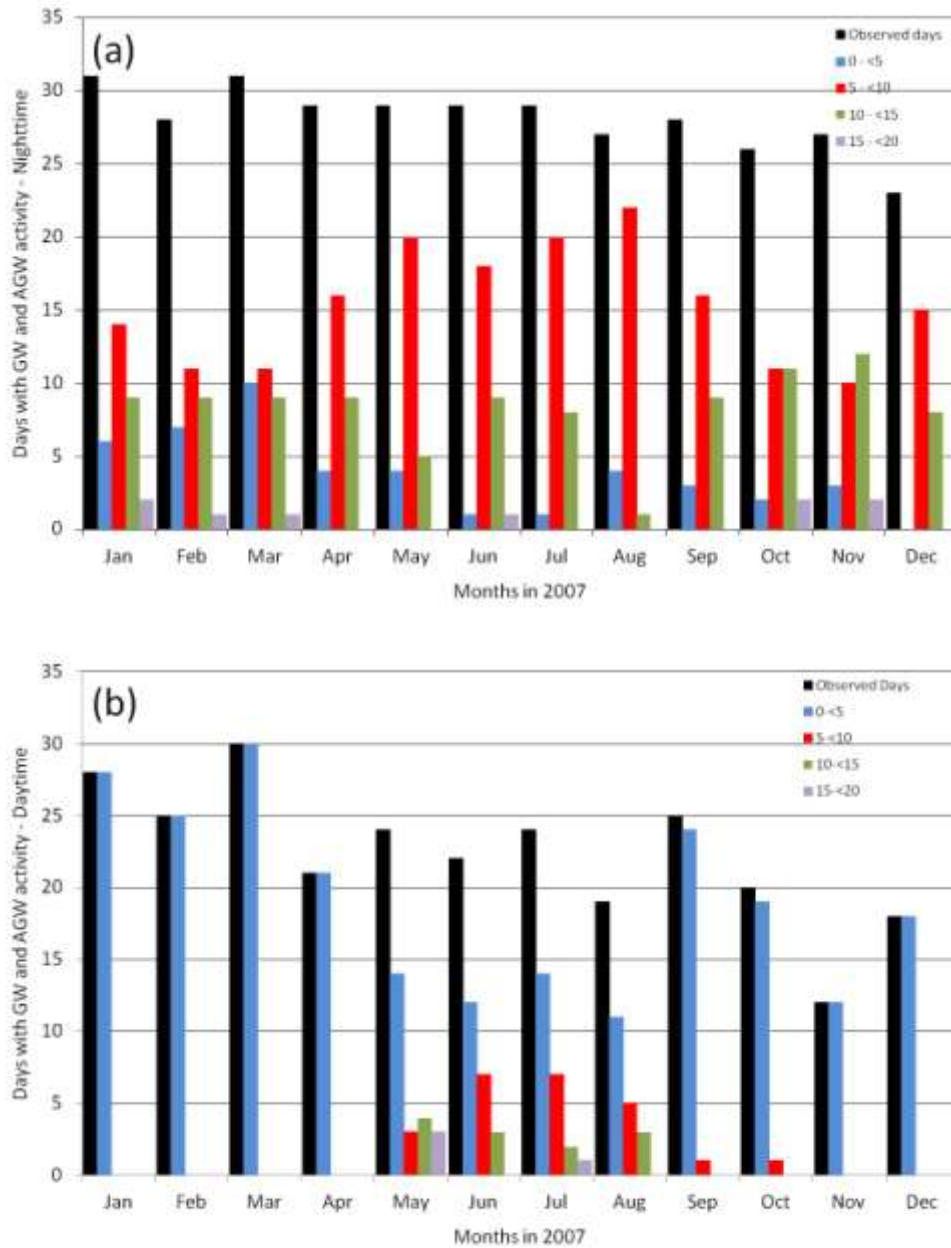 35
30
25
20
15
10
5
0
Days with GW and AGW activity - Nighttime
(a)
Observed days
0 - <5
5 - <10
10 - <15
15 - <20
Jan Feb Mar Apr May Jun Jul Aug Sep Oct Nov Dec
Months in 2007
35
30
25
20
15
10
5
0
Days with GW and AGW activity - Daytime
(b)
Observed Days
0-<5
5-<10
10-<15
15-<20
Jan Feb Mar Apr May Jun Jul Aug Sep Oct Nov Dec
Months in 2007